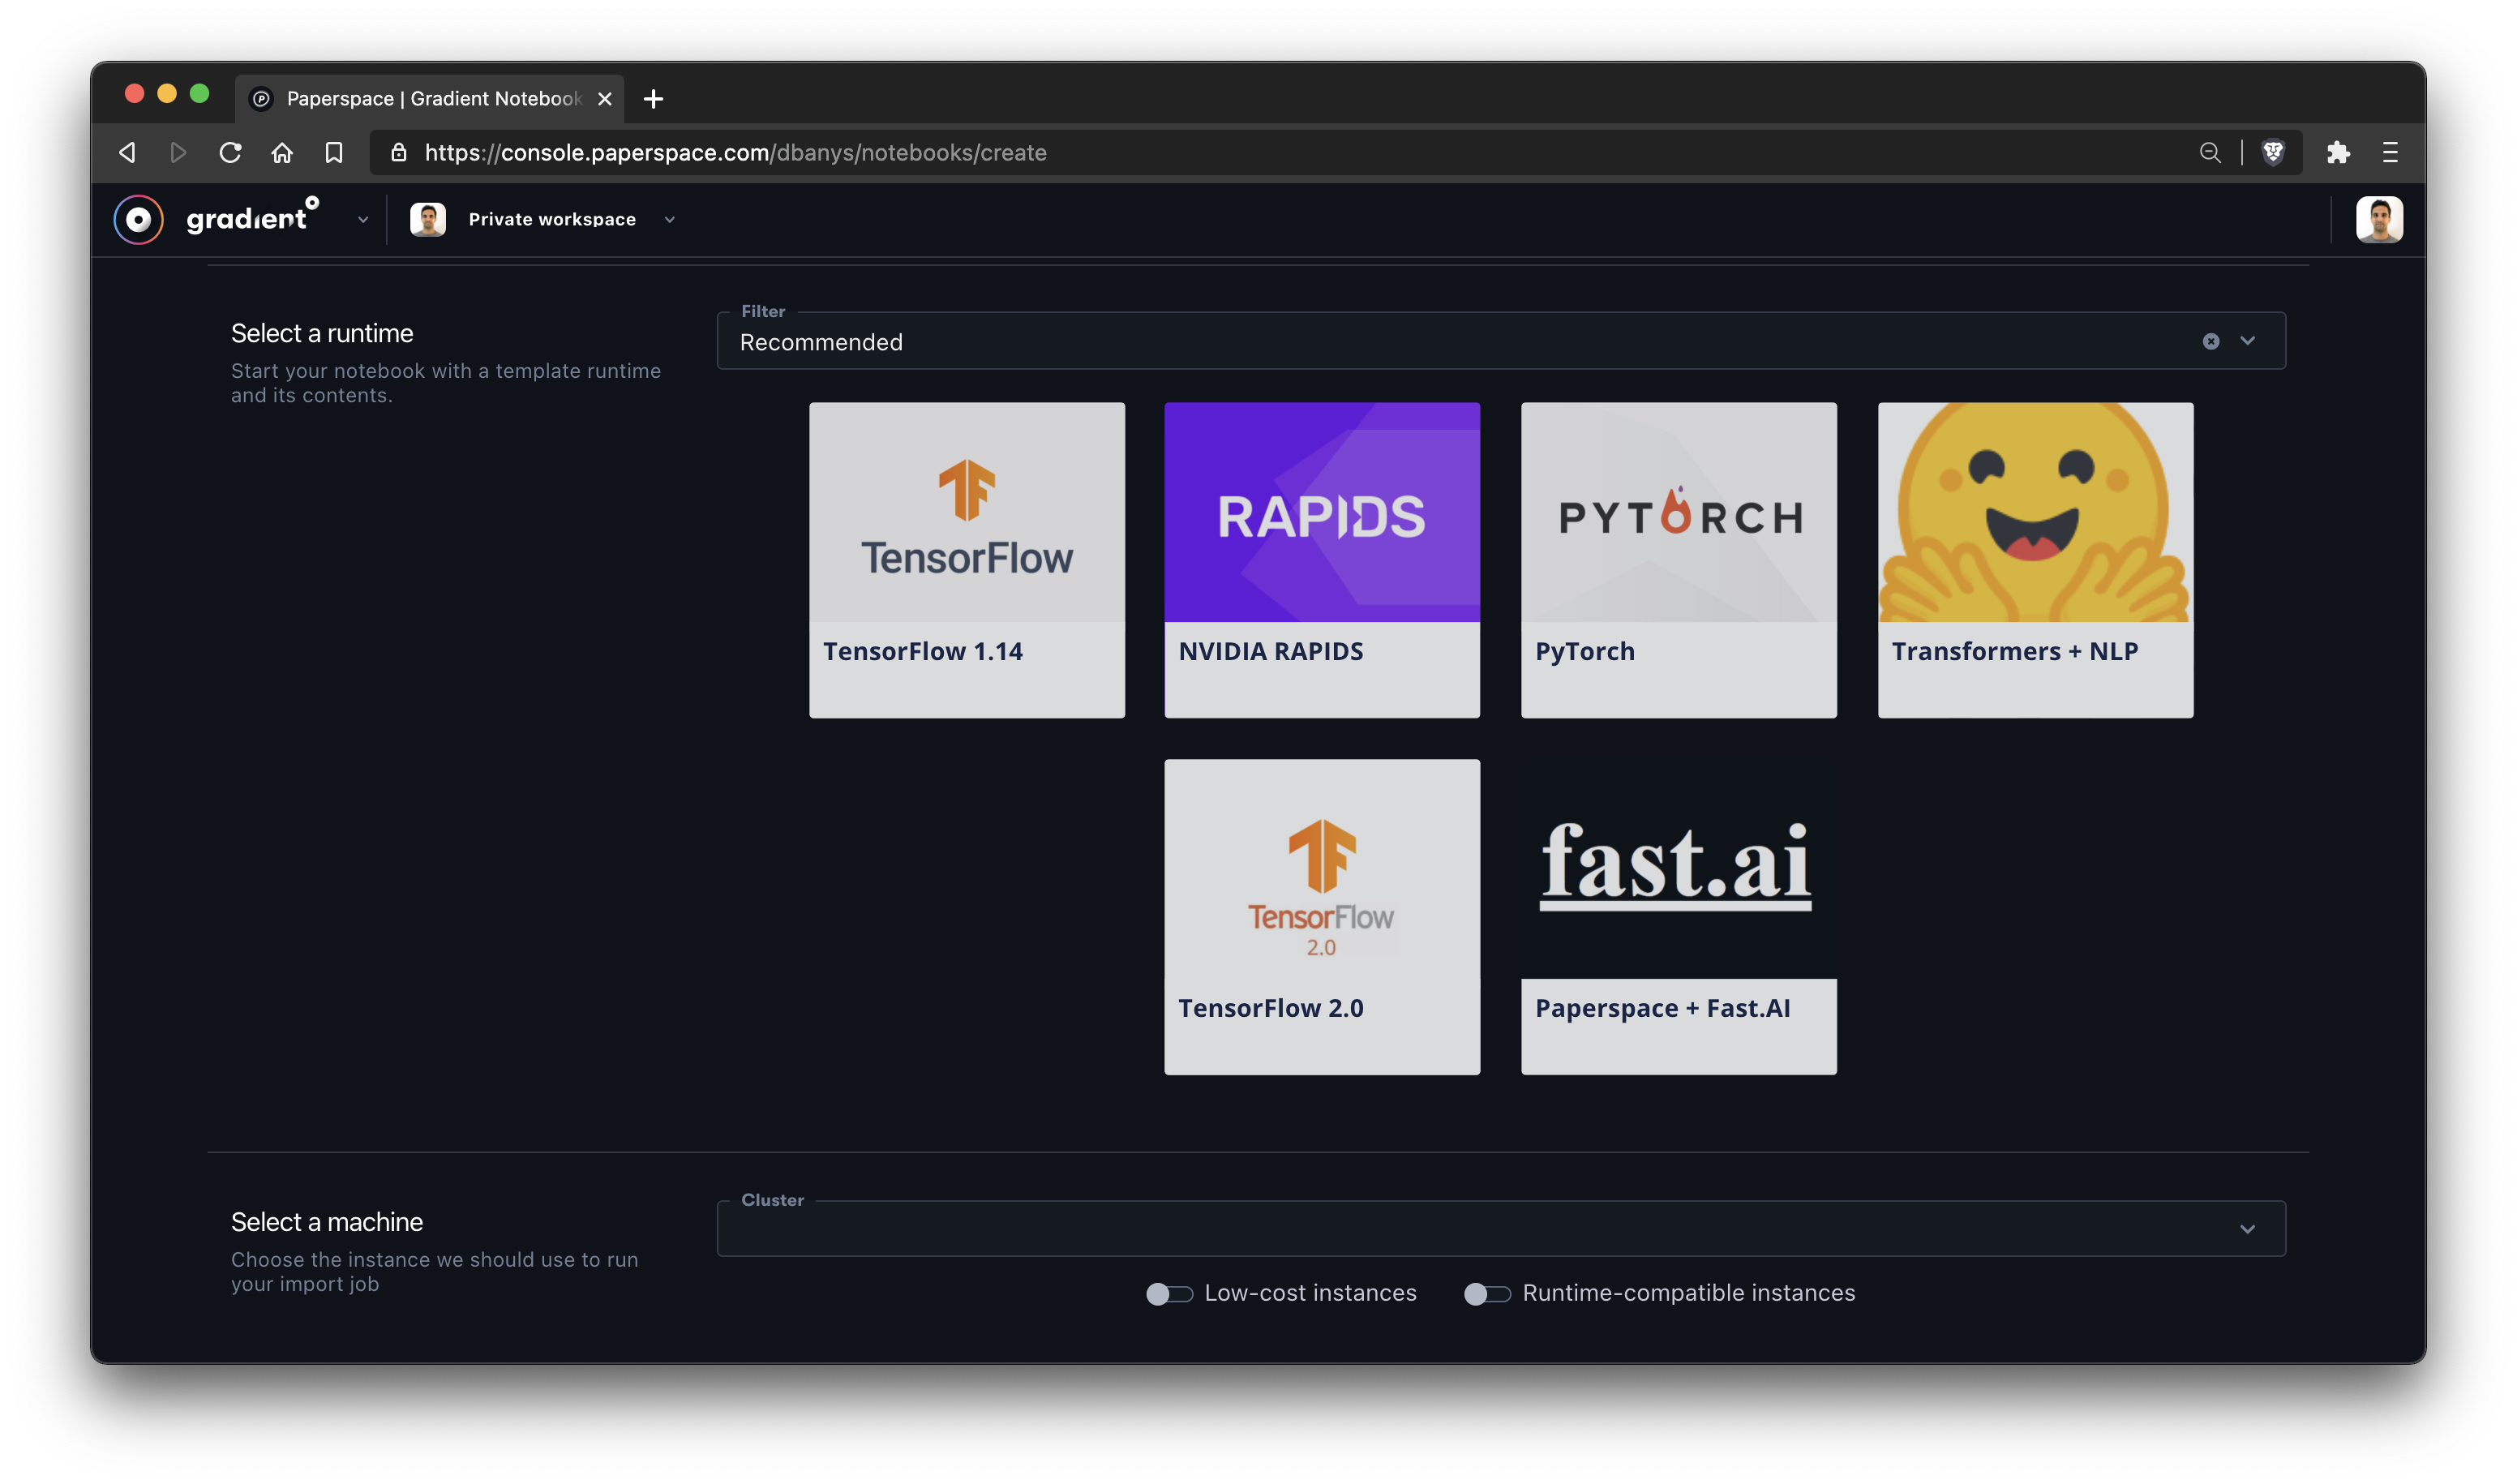 Paperspace | Gradient Notebook
https://console.paperspace.com/dbanys/notebooks/create
gradient
Private workspace
Select a runtime
Start your notebook with a template runtime
and its contents.
Filter
Recommended
TensorFlow
TensorFlow 1.14
RAPIDS
NVIDIA RAPIDS
PYTORCH
PyTorch
Transformers + NLP
TensorFlow
2.0
TensorFlow 2.0
fast.ai
Paperspace + Fast.AI
Select a machine
Choose the instance we should use to run
your import job
Cluster
Low-cost instances
Runtime-compatible instances